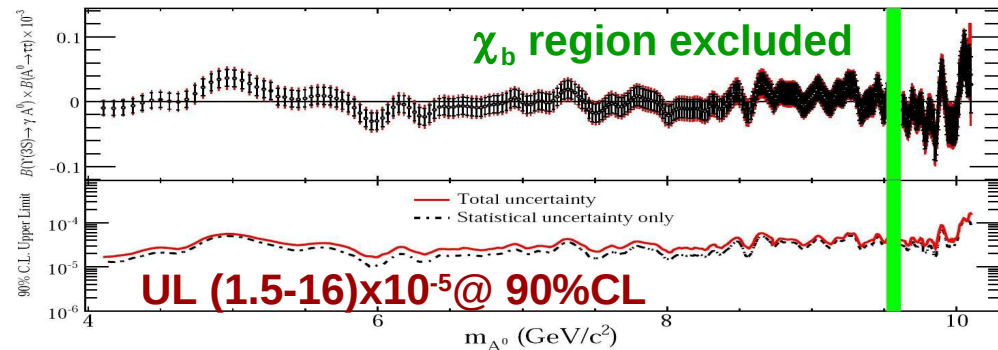 B(Υ(3S)→γ A⁰) × B(A⁰→ττ) × 10⁻³
0.1
0
-0.1
χb region excluded
90% C.L. Upper Limit
10⁻⁴
10⁻⁵
10⁻⁶
Total uncertainty
Statistical uncertainty only
UL (1.5-16)x10⁻⁵@ 90%CL
4 6 8 10
m_A⁰ (GeV/c²)